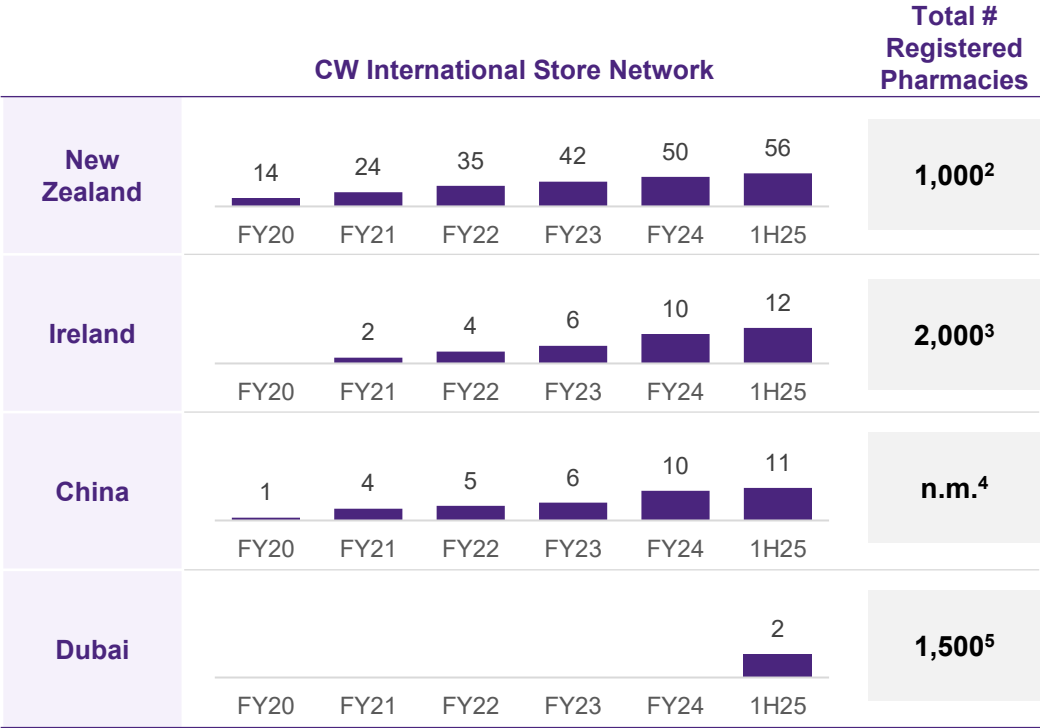 CW International Store Network
Total #
Registered
Pharmacies
New
Zealand
14 24 35 42 50 56
FY20 FY21 FY22 FY23 FY24 1H25
1,000²
Ireland
2 4 6 10 12
FY20 FY21 FY22 FY23 FY24 1H25
2,000³
China
1 4 5 6 10 11
FY20 FY21 FY22 FY23 FY24 1H25
n.m.⁴
Dubai
2
FY20 FY21 FY22 FY23 FY24 1H25
1,500⁵